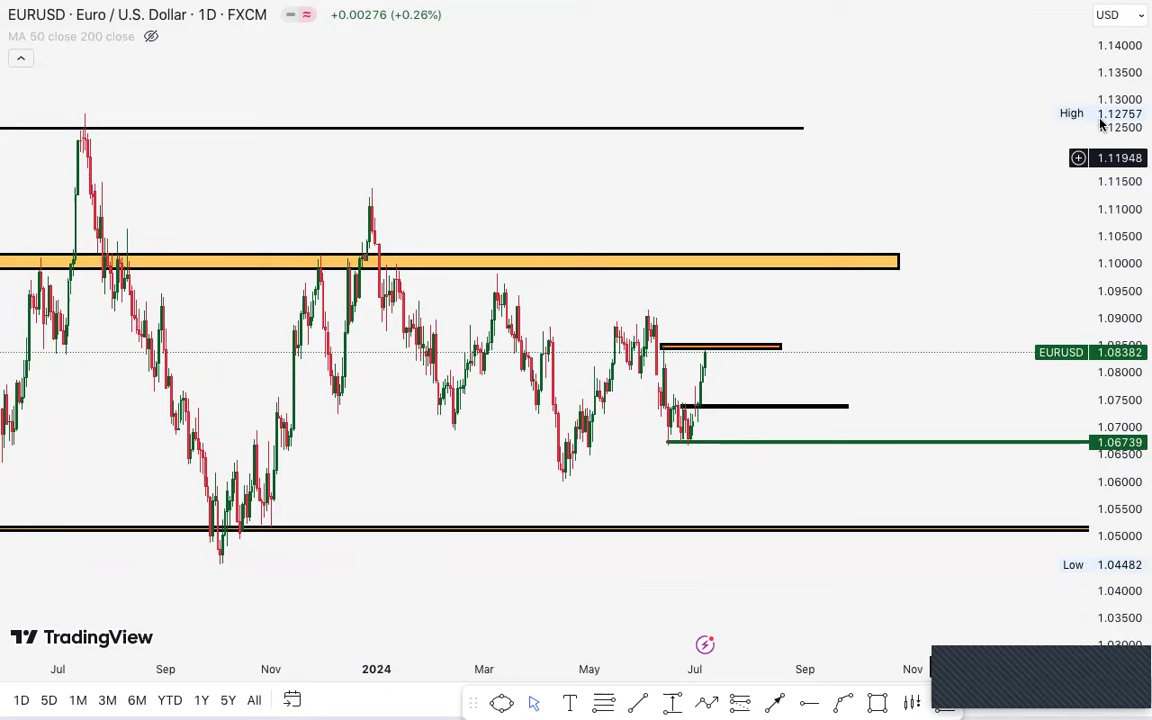 EURUSD · Euro / U.S. Dollar · 1D · FXCM
+0.00276 (+0.26%)
USD
MA 50 close 200 close
1.14000
1.13500
1.13000
High 1.12757
1.12500
1.11948
1.11500
1.11000
1.10500
1.10000
1.09500
1.09000
EURUSD 1.08382
1.08000
1.07500
1.07000
1.06739
1.06500
1.06000
1.05500
1.05000
Low 1.04482
1.04000
1.03500
TradingView
Jul Sep Nov 2024 Mar May Jul Sep Nov
1D 5D 1M 3M 6M YTD 1Y 5Y All